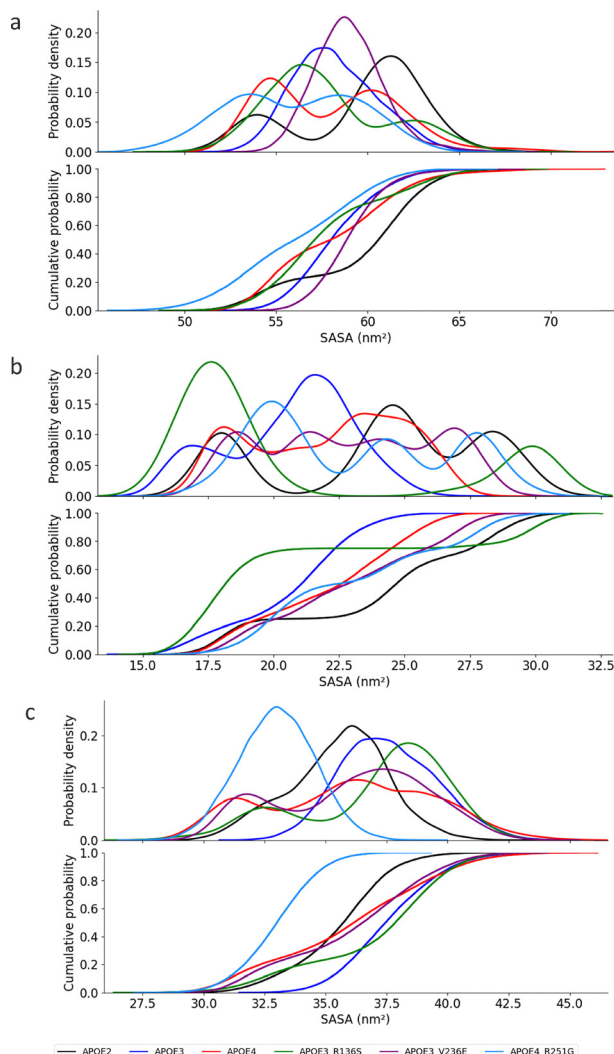 a
Probability density
0.20
0.15
0.10
0.05
0.00
Cumulative probability
1.00
0.80
0.60
0.40
0.20
0.00
50 55 60 65 70
SASA (nm²)
b
Probability density
0.20
0.15
0.10
0.05
0.00
Cumulative probability
1.00
0.80
0.60
0.40
0.20
0.00
15.0 17.5 20.0 22.5 25.0 27.5 30.0 32.5
SASA (nm²)
c
Probability density
0.2
0.1
0.0
Cumulative probability
1.0
0.8
0.6
0.4
0.2
0.0
27.5 30.0 32.5 35.0 37.5 40.0 42.5 45.0
SASA (nm²)
APOE2 APOE3 APOE4 APOE3_R136S APOE3_V236E APOE4_R251G